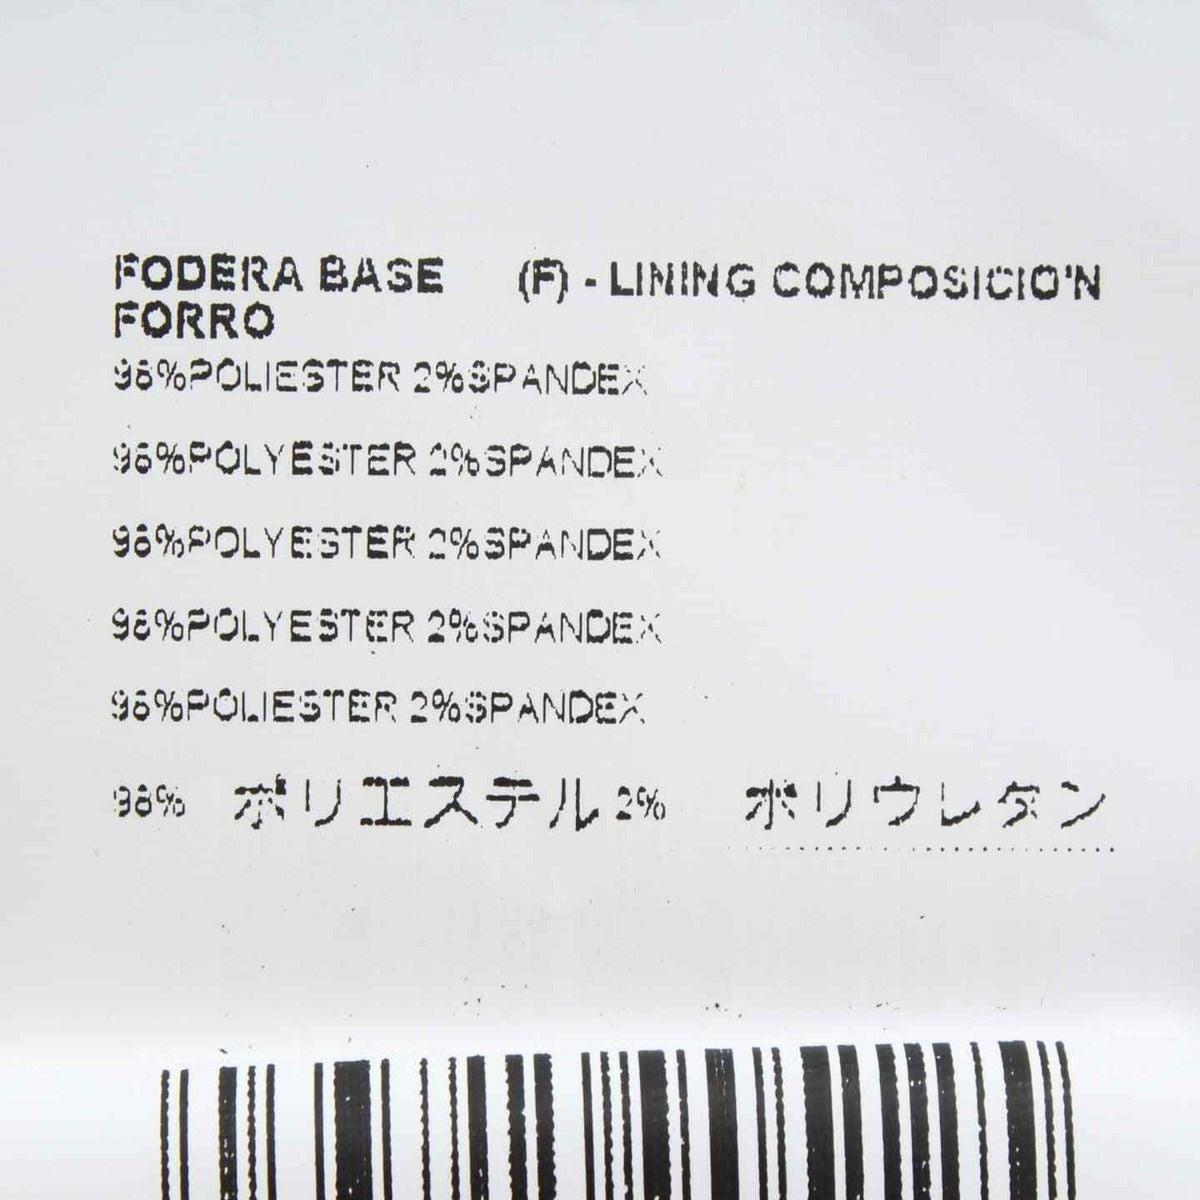 FODERA BASE (F) - LINING COMPOSICIO'N
FORRO
98%POLIESTER 2%SPANDEX
98%POLYESTER 2%SPANDEX
98%POLYESTER 2%SPANDEX
98%POLYESTER 2%SPANDEX
98%POLIESTER 2%SPANDEX
98% ポリエステル 2% ポリウレタン